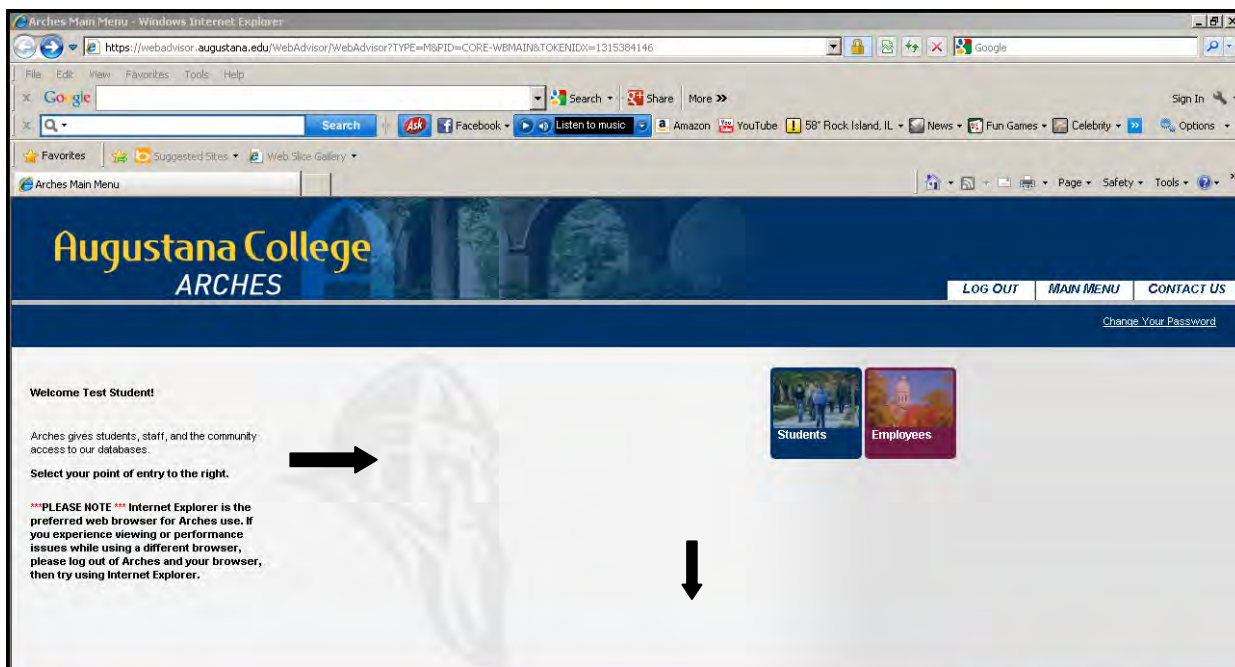 Arches Main Menu - Windows Internet Explorer
https://webadvisor.augustana.edu/WebAdvisor/WebAdvisor?TYPE=M&PID=CORE-WBMAIN&TOKENIDX=1315384146
Google
File Edit View Favorites Tools Help
x Google Search Share More »
Sign In
x Search Ask Facebook Listen to music Amazon YouTube 58° Rock Island, IL News Fun Games Celebrity » Options
Favorites Suggested Sites Web Slice Gallery
Arches Main Menu
Page Safety Tools
Augustana College
ARCHES
LOG OUT MAIN MENU CONTACT US
Change Your Password
Welcome Test Student!
Arches gives students, staff, and the community
access to our databases.
Select your point of entry to the right.
***PLEASE NOTE *** Internet Explorer is the
preferred web browser for Arches use. If
you experience viewing or performance
issues while using a different browser,
please log out of Arches and your browser,
then try using Internet Explorer.
Students
Employees